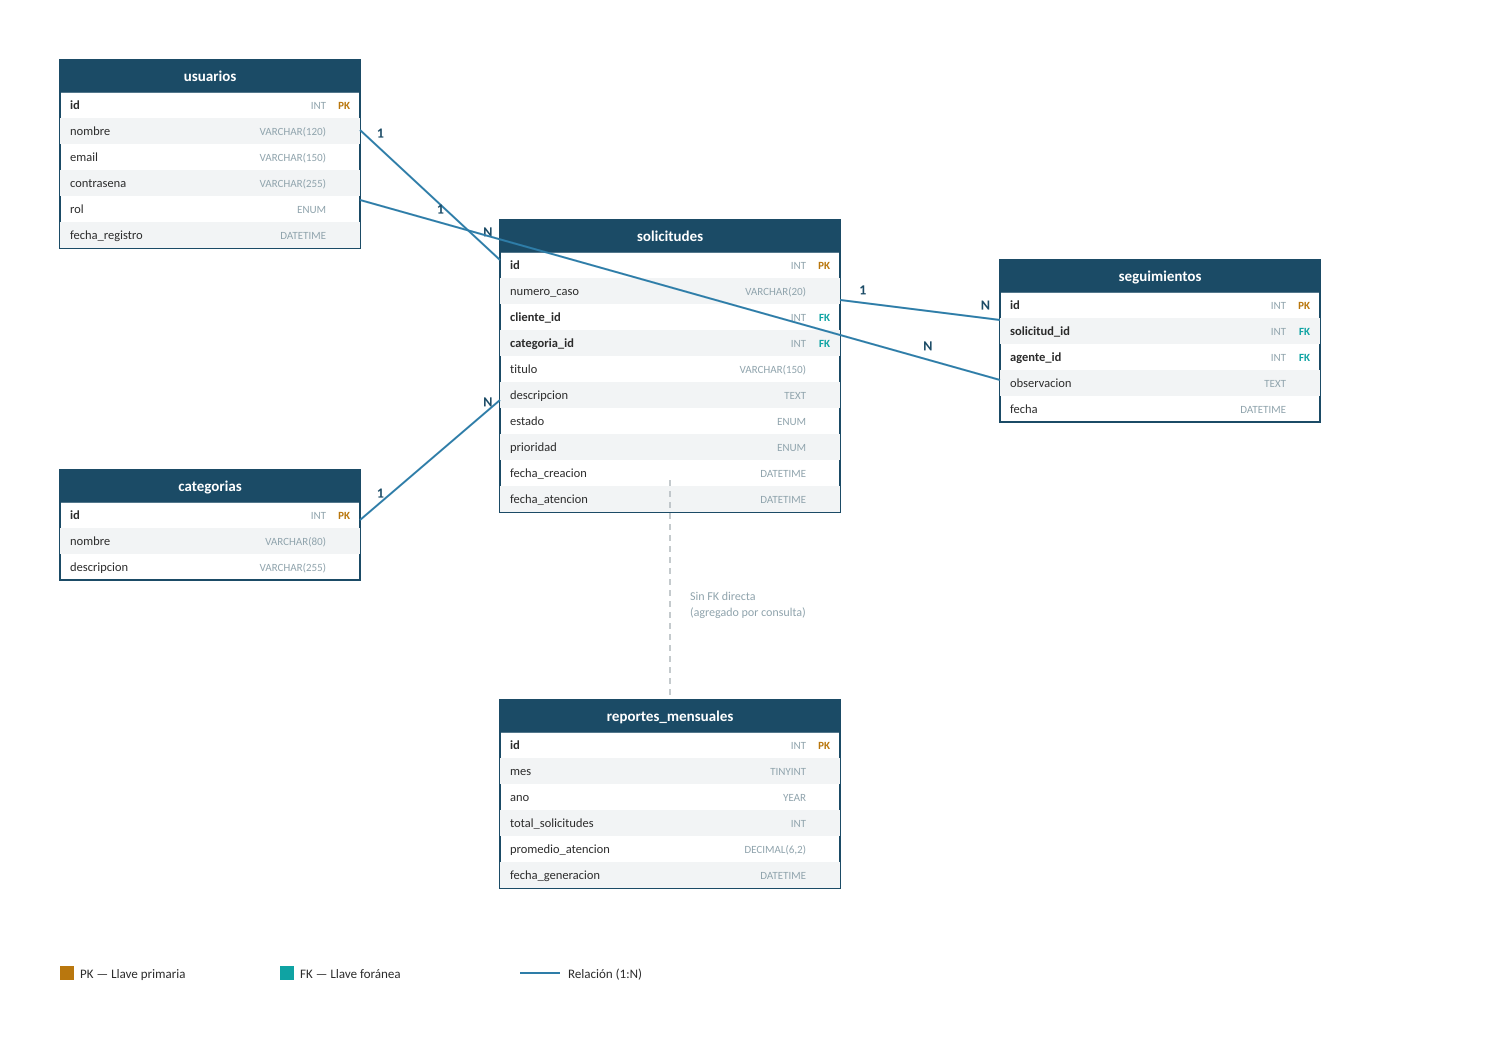 usuarios
id INT PK
nombre VARCHAR(120)
email VARCHAR(150)
contrasena VARCHAR(255)
rol ENUM
fecha_registro DATETIME
1
1
N
solicitudes
id INT PK
numero_caso VARCHAR(20)
cliente_id INT FK
categoria_id INT FK
titulo VARCHAR(150)
descripcion TEXT
estado ENUM
prioridad ENUM
fecha_creacion DATETIME
fecha_atencion DATETIME
1
N
N
seguimientos
id INT PK
solicitud_id INT FK
agente_id INT FK
observacion TEXT
fecha DATETIME
N
1
categorias
id INT PK
nombre VARCHAR(80)
descripcion VARCHAR(255)
Sin FK directa
(agregado por consulta)
reportes_mensuales
id INT PK
mes TINYINT
ano YEAR
total_solicitudes INT
promedio_atencion DECIMAL(6,2)
fecha_generacion DATETIME
PK — Llave primaria
FK — Llave foránea
Relación (1:N)